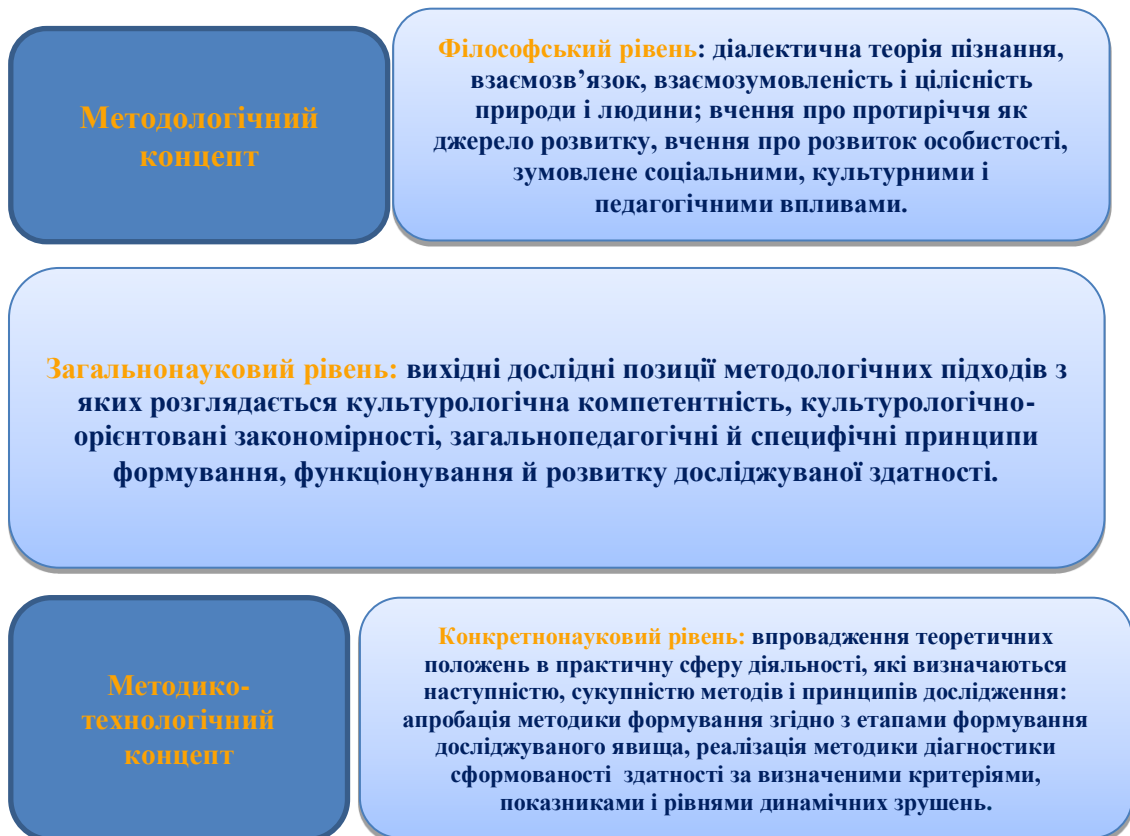 Методологічний
концепт
Філософський рівень: діалектична теорія пізнання,
взаємозв’язок, взаємозумовленість і цілісність
природи і людини; вчення про протиріччя як
джерело розвитку, вчення про розвиток особистості,
зумовлене соціальними, культурними і
педагогічними впливами.
Загальнонауковий рівень: вихідні дослідні позиції методологічних підходів з
яких розглядається культурологічна компетентність, культурологічно-
орієнтовані закономірності, загальнопедагогічні й специфічні принципи
формування, функціонування й розвитку досліджуваної здатності.
Методико-
технологічний
концепт
Конкретнонауковий рівень: впровадження теоретичних
положень в практичну сферу діяльності, які визначаються
наступністю, сукупністю методів і принципів дослідження:
апробація методики формування згідно з етапами формування
досліджуваного явища, реалізація методики діагностики
сформованості здатності за визначеними критеріями,
показниками і рівнями динамічних зрушень.